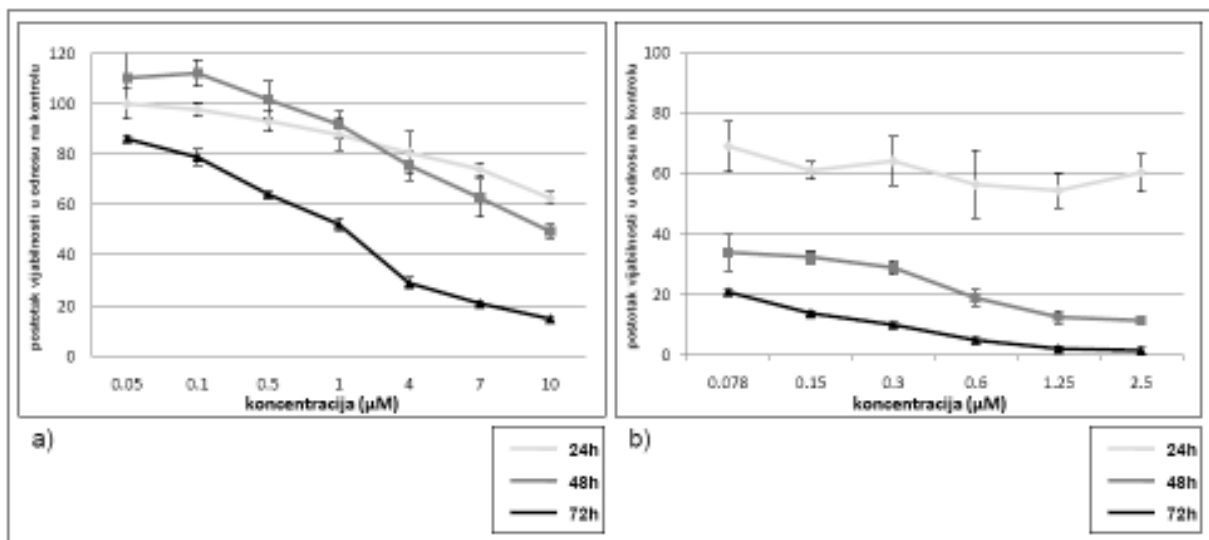 postotak vijabilnosti u odnosu na kontrolu
120
100
80
60
40
20
0
0.05 0.1 0.5 1 4 7 10
koncentracija (µM)
a)
24h
48h
72h
postotak vijabilnosti u odnosu na kontrolu
100
80
60
40
20
0
0.078 0.15 0.3 0.6 1.25 2.5
koncentracija (µM)
b)
24h
48h
72h